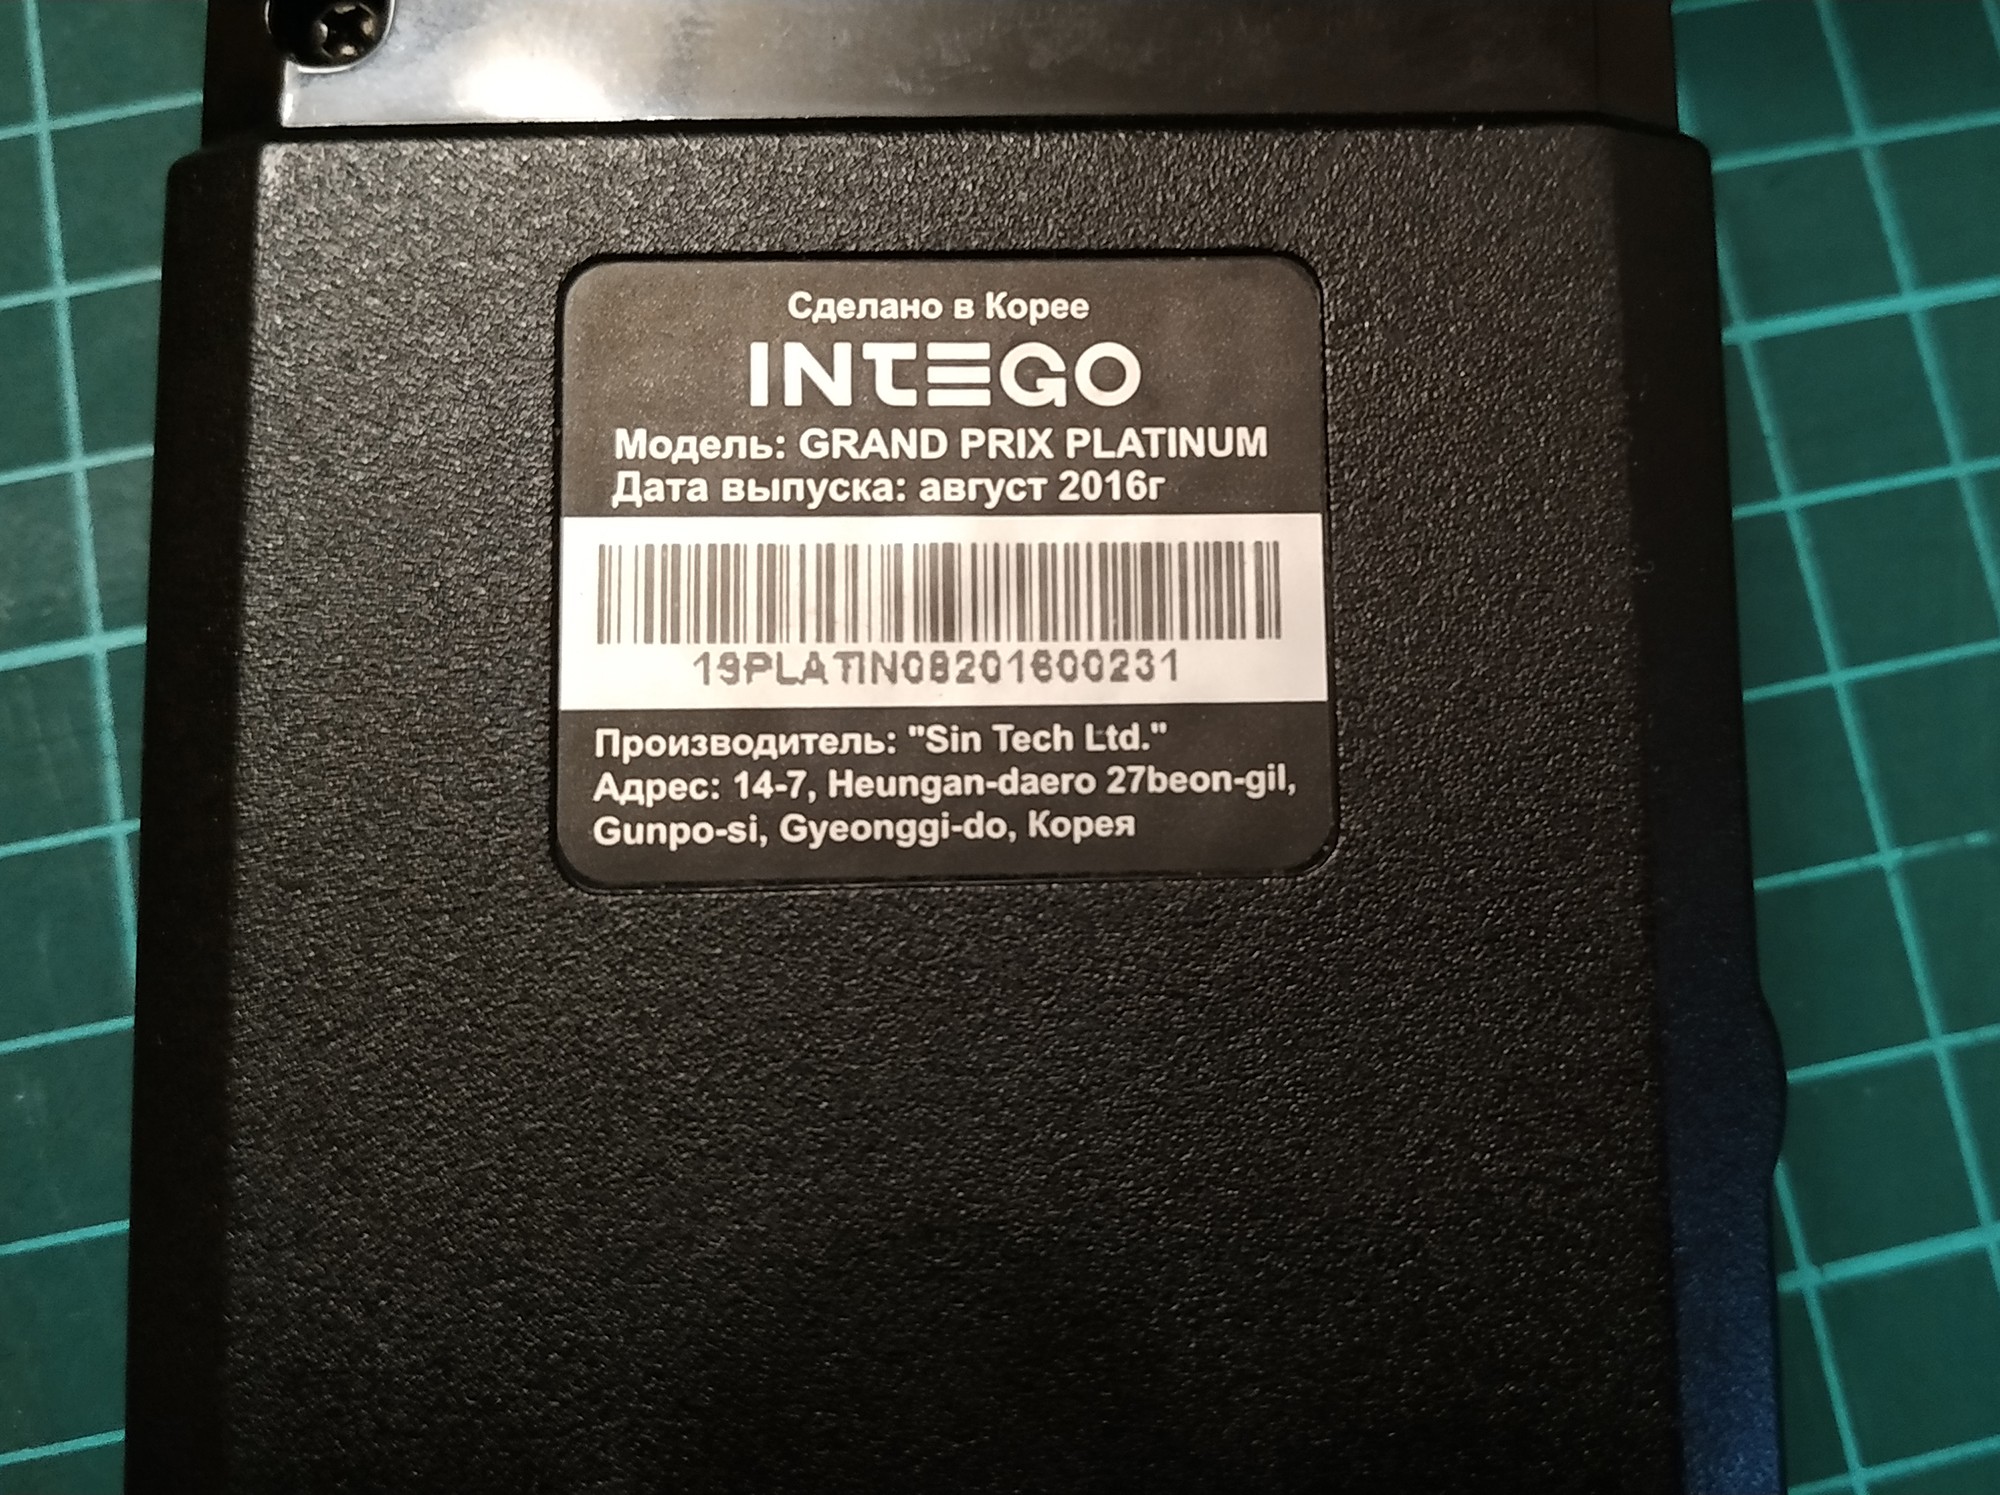 Сделано в Корее
INTEGO
Модель: GRAND PRIX PLATINUM
Дата выпуска: август 2016г
19PLATIN08201600231
Производитель: "Sin Tech Ltd."
Адрес: 14-7, Heungan-daero 27beon-gil,
Gunpo-si, Gyeonggi-do, Корея